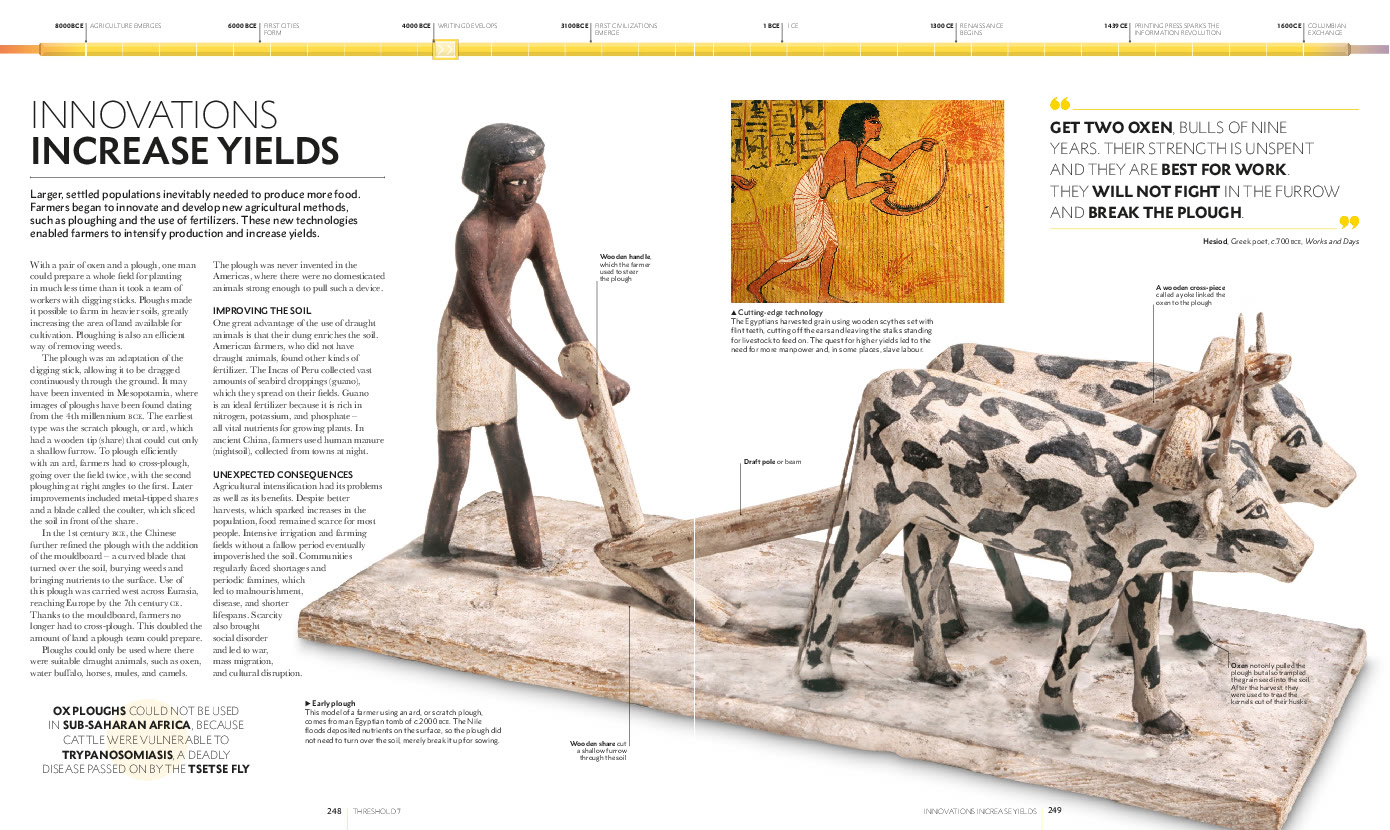 8000 BCE AGRICULTURE EMERGES
6000 BCE FIRST CITIES
FORM
4000 BCE WRITING DEVELOPS
3100 BCE FIRST CIVILIZATIONS
EMERGE
1 BCE 1 CE
1300 CE RENAISSANCE
BEGINS
1439 CE PRINTING PRESS SPARKS THE
INFORMATION REVOLUTION
1600 CE COLUMBIAN
EXCHANGE
INNOVATIONS
INCREASE YIELDS
Larger, settled populations inevitably needed to produce more food.
Farmers began to innovate and develop new agricultural methods,
such as ploughing and the use of fertilizers. These new technologies
enabled farmers to intensify production and increase yields.
With a pair of oxen and a plough, one man
could prepare a whole field for planting
in much less time than it took a team of
workers with digging sticks. Ploughs made
it possible to farm in heavier soils, greatly
increasing the area of land available for
cultivation. Ploughing is also an efficient
way of removing weeds.
The plough was an adaptation of the
digging stick, allowing it to be dragged
continuously through the ground. It may
have been invented in Mesopotamia, where
images of ploughs have been found dating
from the 4th millennium BCE. The earliest
type was the scratch plough, or ard, which
had a wooden tip (share) that could cut only
a shallow furrow. To plough efficiently
with an ard, farmers had to cross-plough,
going over the field twice, with the second
ploughing at right angles to the first. Later
improvements included metal-tipped shares
and a blade called the coulter, which sliced
the soil in front of the share.
In the 1st century BCE, the Chinese
further refined the plough with the addition
of the mouldboard – a curved blade that
turned over the soil, burying weeds and
bringing nutrients to the surface. Use of
this plough was carried west across Eurasia,
reaching Europe by the 7th century CE.
Thanks to the mouldboard, farmers no
longer had to cross-plough. This doubled the
amount of land a plough team could prepare.
Ploughs could only be used where there
were suitable draught animals, such as oxen,
water buffalo, horses, mules, and camels.
The plough was never invented in the
Americas, where there were no domesticated
animals strong enough to pull such a device.
IMPROVING THE SOIL
One great advantage of the use of draught
animals is that their dung enriches the soil.
American farmers, who did not have
draught animals, found other kinds of
fertilizer. The Incas of Peru collected vast
amounts of seabird droppings (guano),
which they spread on their fields. Guano
is an ideal fertilizer because it is rich in
nitrogen, potassium, and phosphate –
all vital nutrients for growing plants. In
ancient China, farmers used human manure
(nightsoil), collected from towns at night.
UNEXPECTED CONSEQUENCES
Agricultural intensification had its problems
as well as its benefits. Despite better
harvests, which sparked increases in the
population, food remained scarce for most
people. Intensive irrigation and farming
fields without a fallow period eventually
impoverished the soil. Communities
regularly faced shortages and
periodic famines, which
led to malnourishment,
disease, and shorter
lifespans. Scarcity
also brought
social disorder
and led to war,
mass migration,
and cultural disruption.
OX PLOUGHS COULD NOT BE USED
IN SUB-SAHARAN AFRICA, BECAUSE
CATTLE WERE VULNERABLE TO
TRYPANOSOMIASIS, A DEADLY
DISEASE PASSED ON BY THE TSETSE FLY
▶ Early plough
This model of a farmer using an ard, or scratch plough,
comes from an Egyptian tomb of c.2000 BCE. The Nile
floods deposited nutrients on the surface, so the plough did
not need to turn over the soil, merely break it up for sowing.
Wooden handle,
which the farmer
used to steer
the plough
Wooden share cut
a shallow furrow
through the soil
Draft pole or beam
▲ Cutting-edge technology
The Egyptians harvested grain using wooden scythes set with
flint teeth, cutting off the ears and leaving the stalks standing
for livestock to feed on. The quest for higher yields led to the
need for more manpower and, in some places, slave labour.
“
GET TWO OXEN, BULLS OF NINE
YEARS. THEIR STRENGTH IS UNSPENT
AND THEY ARE BEST FOR WORK.
THEY WILL NOT FIGHT IN THE FURROW
AND BREAK THE PLOUGH.
”
Hesiod, Greek poet, c.700 BCE, Works and Days
A wooden cross-piece
called a yoke linked the
oxen to the plough
Oxen not only pulled the
plough but also trampled
the grain seed into the soil.
After the harvest, they
were used to tread the
kernels out of their husks
248 THRESHOLD 7
INNOVATIONS INCREASE YIELDS 249